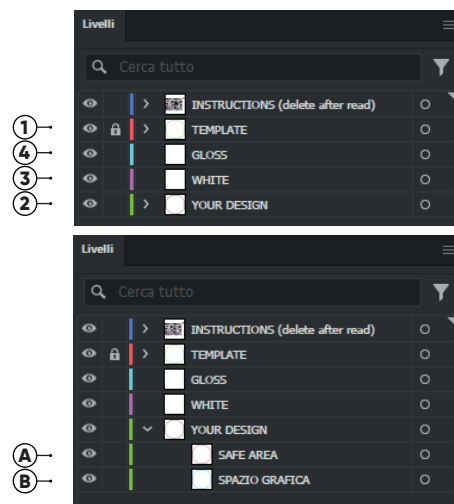 Livelli
Cerca tutto
INSTRUCTIONS (delete after read)
1 TEMPLATE
4 GLOSS
3 WHITE
2 YOUR DESIGN
Livelli
Cerca tutto
INSTRUCTIONS (delete after read)
TEMPLATE
GLOSS
WHITE
YOUR DESIGN
A SAFE AREA
B SPAZIO GRAFICA